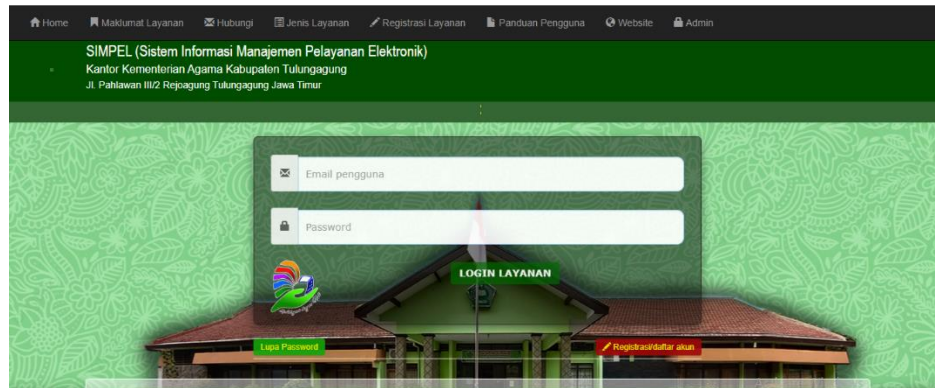 Home Maklumat Layanan Hubungi Jenis Layanan Registrasi Layanan Panduan Pengguna Website Admin
SIMPEL (Sistem Informasi Manajemen Pelayanan Elektronik)
Kantor Kementerian Agama Kabupaten Tulungagung
Jl. Pahlawan III/2 Rejoagung Tulungagung Jawa Timur
Email pengguna
Password
LOGIN LAYANAN
Lupa Password
Registrasi/daftar akun